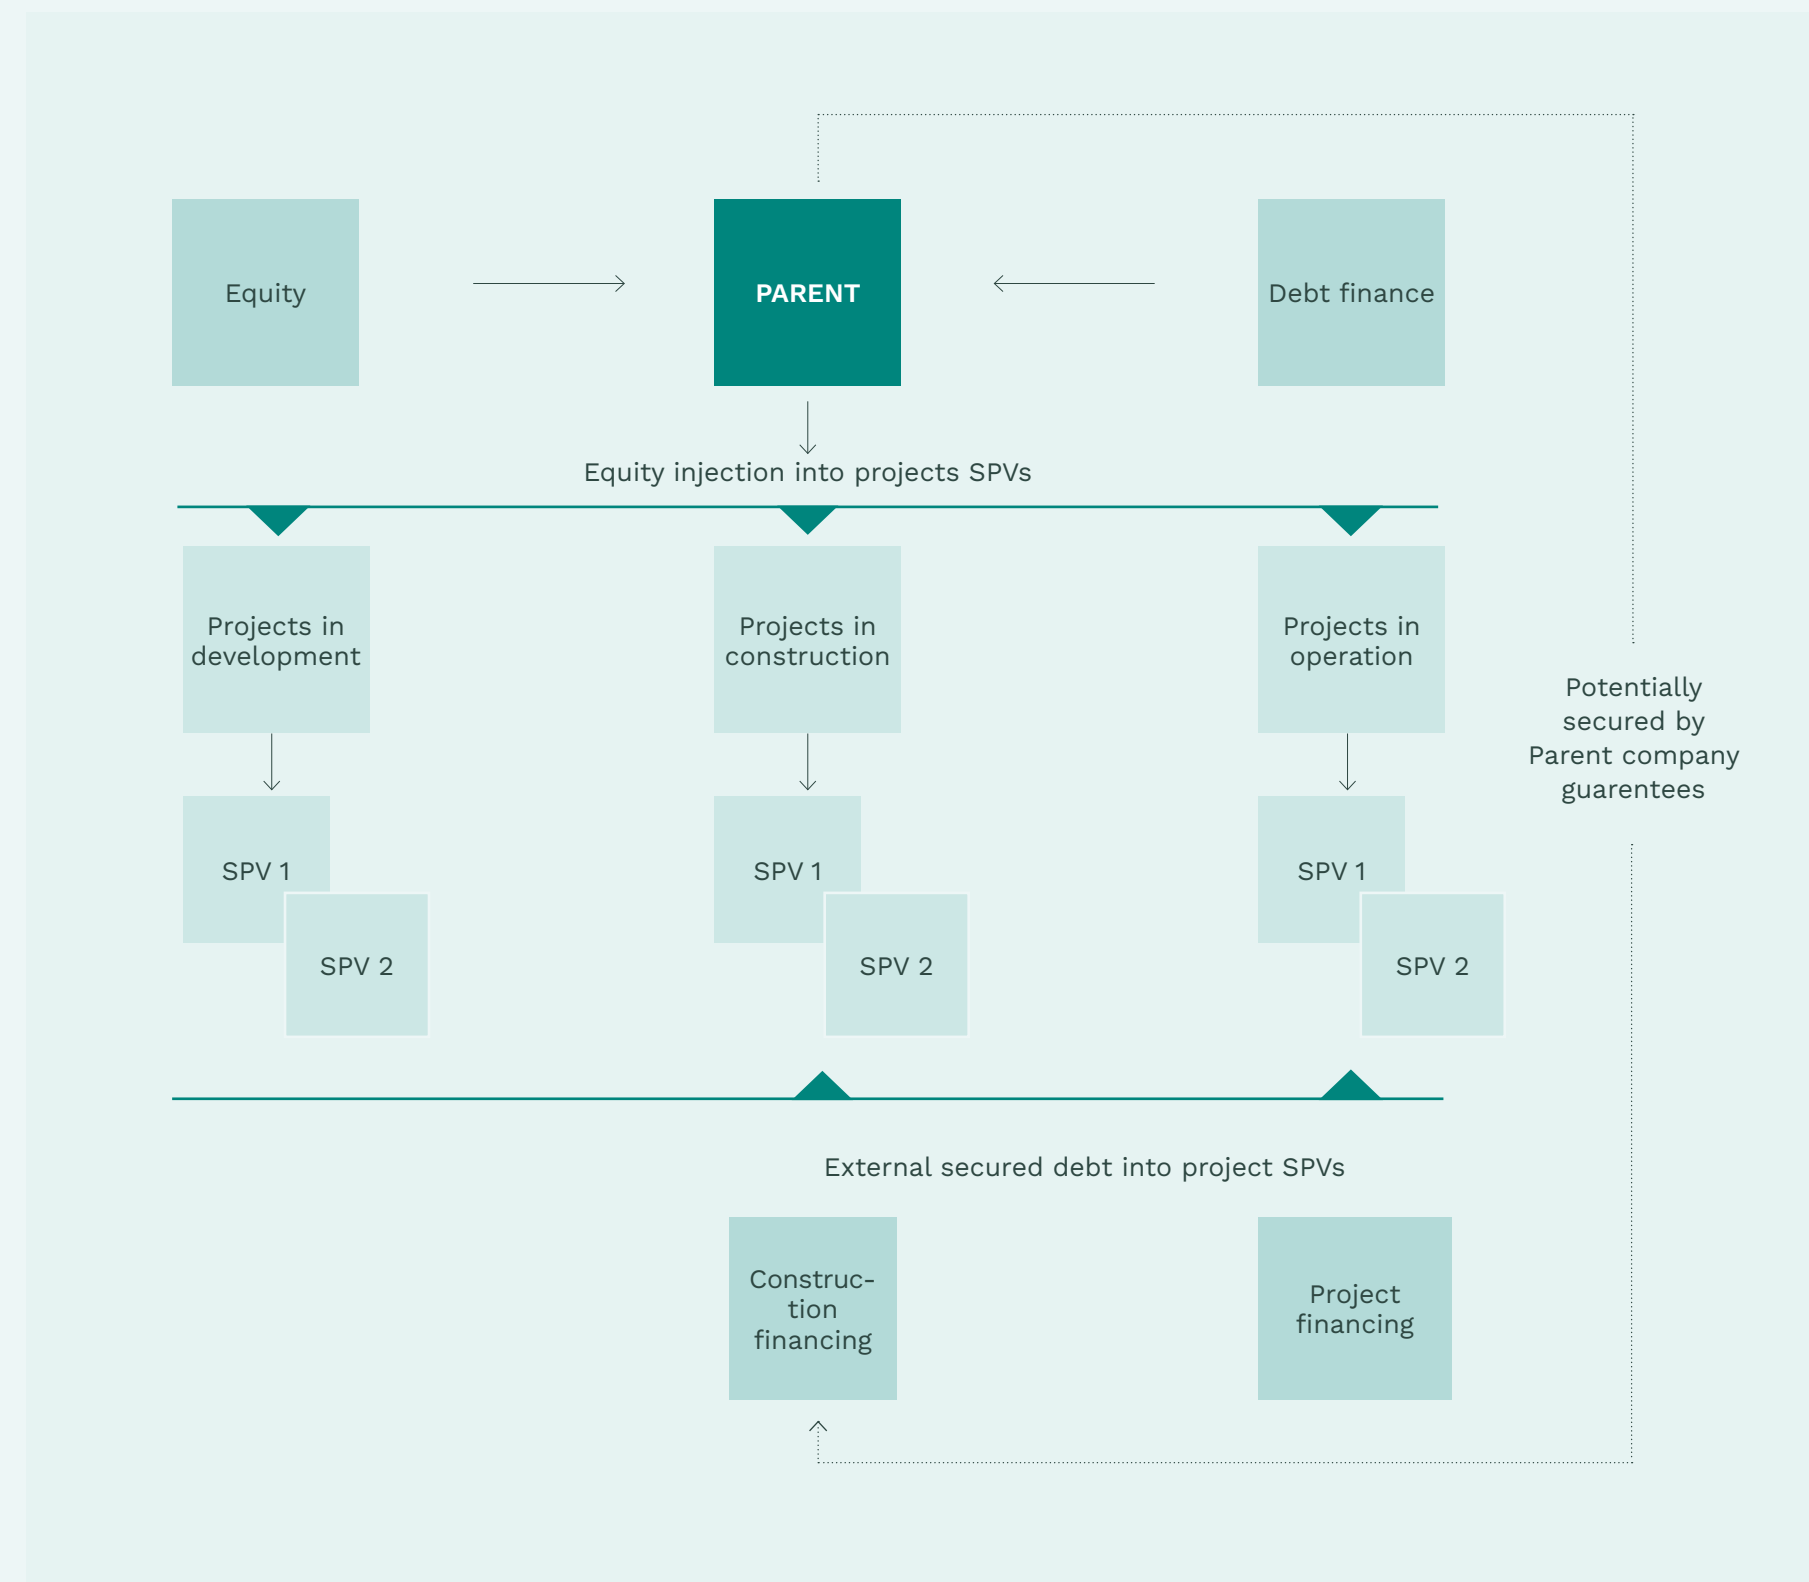 Equity
PARENT
Debt finance
Equity injection into projects SPVs
Projects in
development
Projects in
construction
Projects in
operation
Potentially
secured by
Parent company
guarentees
SPV 1
SPV 2
SPV 1
SPV 2
SPV 1
SPV 2
External secured debt into project SPVs
Construc-
tion
financing
Project
financing